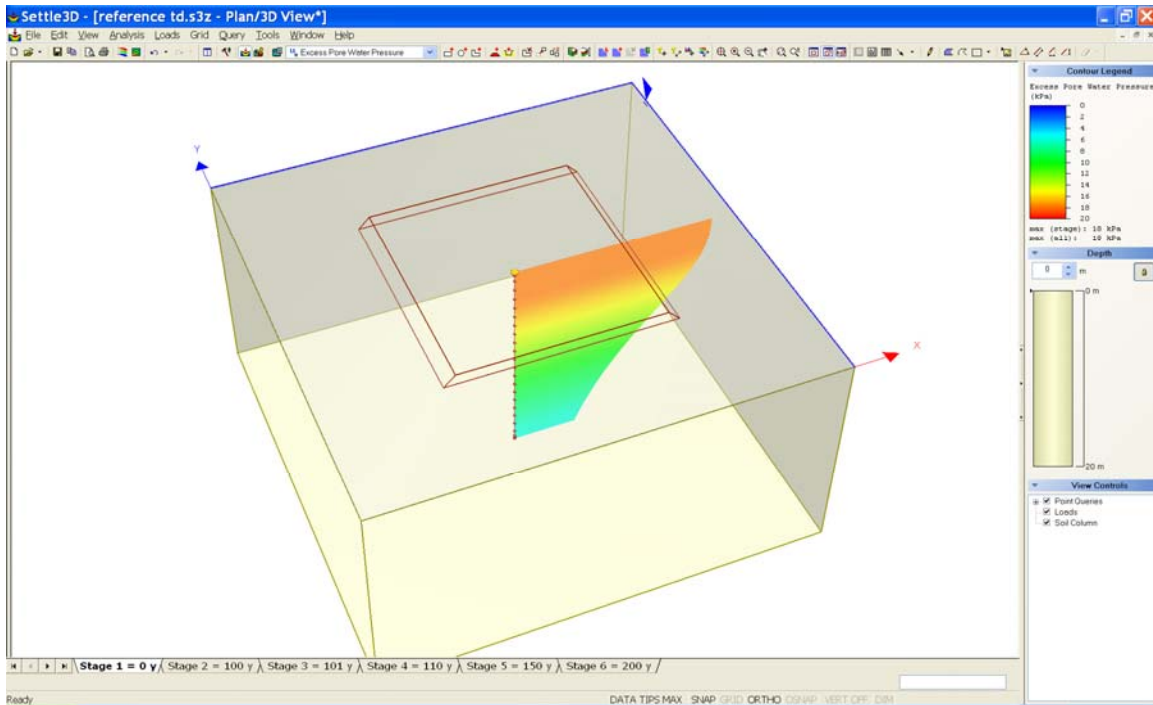 Settle3D - [reference td.s3z - Plan/3D View*]
File Edit View Analysis Loads Grid Query Tools Window Help
Excess Pore Water Pressure
Y
X
Contour Legend
Excess Pore Water Pressure
(kPa)
0
2
4
6
8
10
12
14
16
18
20
max (stage): 18 kPa
max (all): 19 kPa
Depth
0 m
0 m
20 m
View Controls
Point Queries
Loads
Soil Column
Stage 1 = 0 y Stage 2 = 100 y Stage 3 = 101 y Stage 4 = 110 y Stage 5 = 150 y Stage 6 = 200 y
Ready DATA TIPS MAX SNAP GRID ORTHO OSNAP VERT OFF DIM